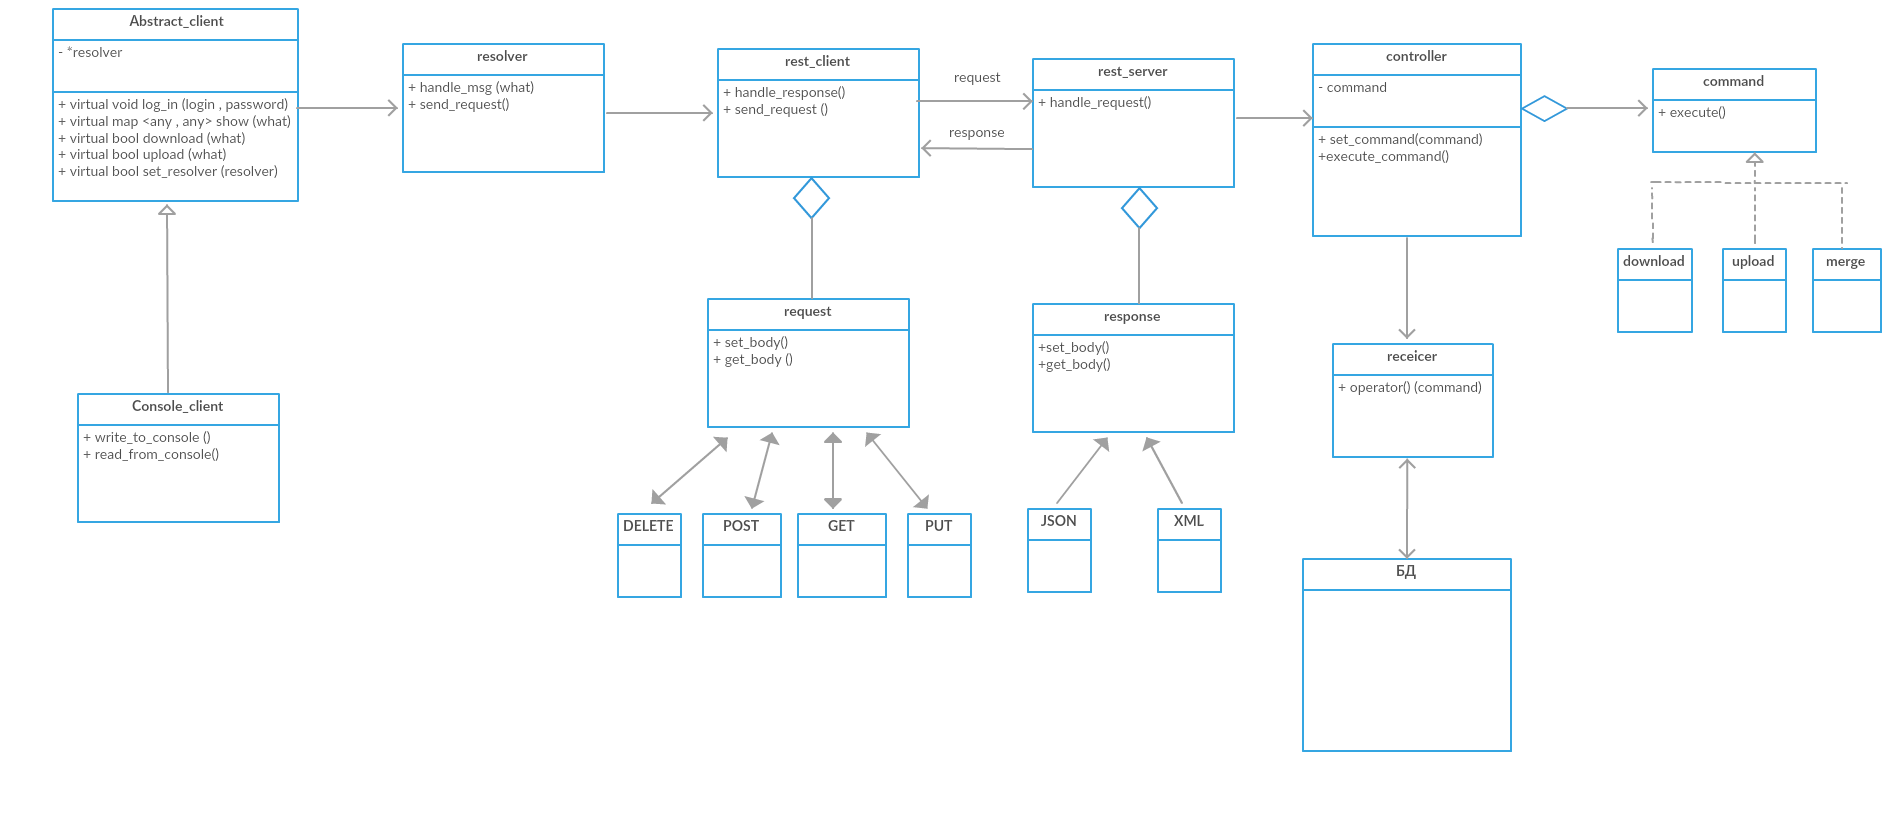 Abstract_client
- *resolver
+ virtual void log_in (login , password)
+ virtual map <any , any> show (what)
+ virtual bool download (what)
+ virtual bool upload (what)
+ virtual bool set_resolver (resolver)
resolver
+ handle_msg (what)
+ send_request()
rest_client
+ handle_response()
+ send_request ()
request
response
rest_server
+ handle_request()
controller
- command
+ set_command(command)
+execute_command()
command
+ execute()
download
upload
merge
request
+ set_body()
+ get_body ()
response
+set_body()
+get_body()
receicer
+ operator() (command)
Console_client
+ write_to_console ()
+ read_from_console()
DELETE
POST
GET
PUT
JSON
XML
БД